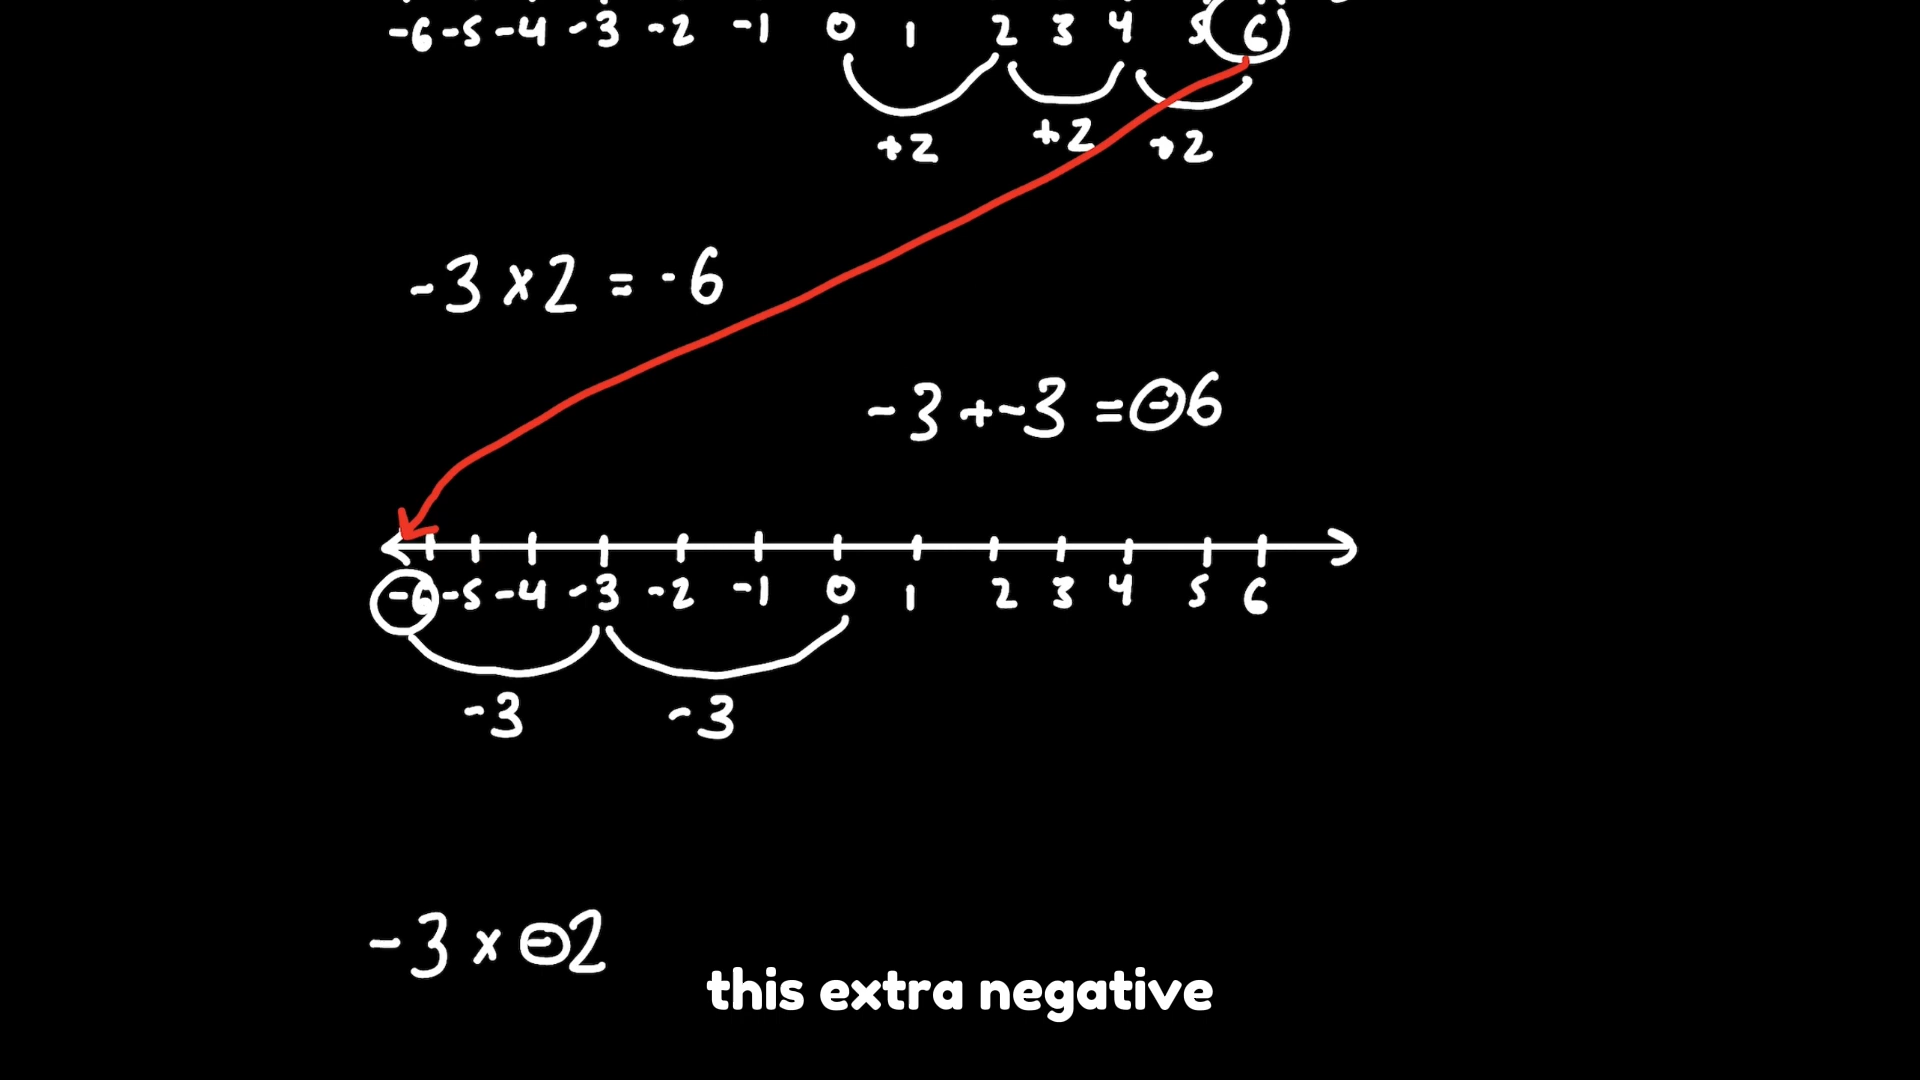 -6 -5 -4 -3 -2 -1 0 1 2 3 4 5 6
+2 +2 +2
-3 × 2 = -6
-3 + -3 = -6
-6 -5 -4 -3 -2 -1 0 1 2 3 4 5 6
-3 -3
-3 × -2
this extra negative